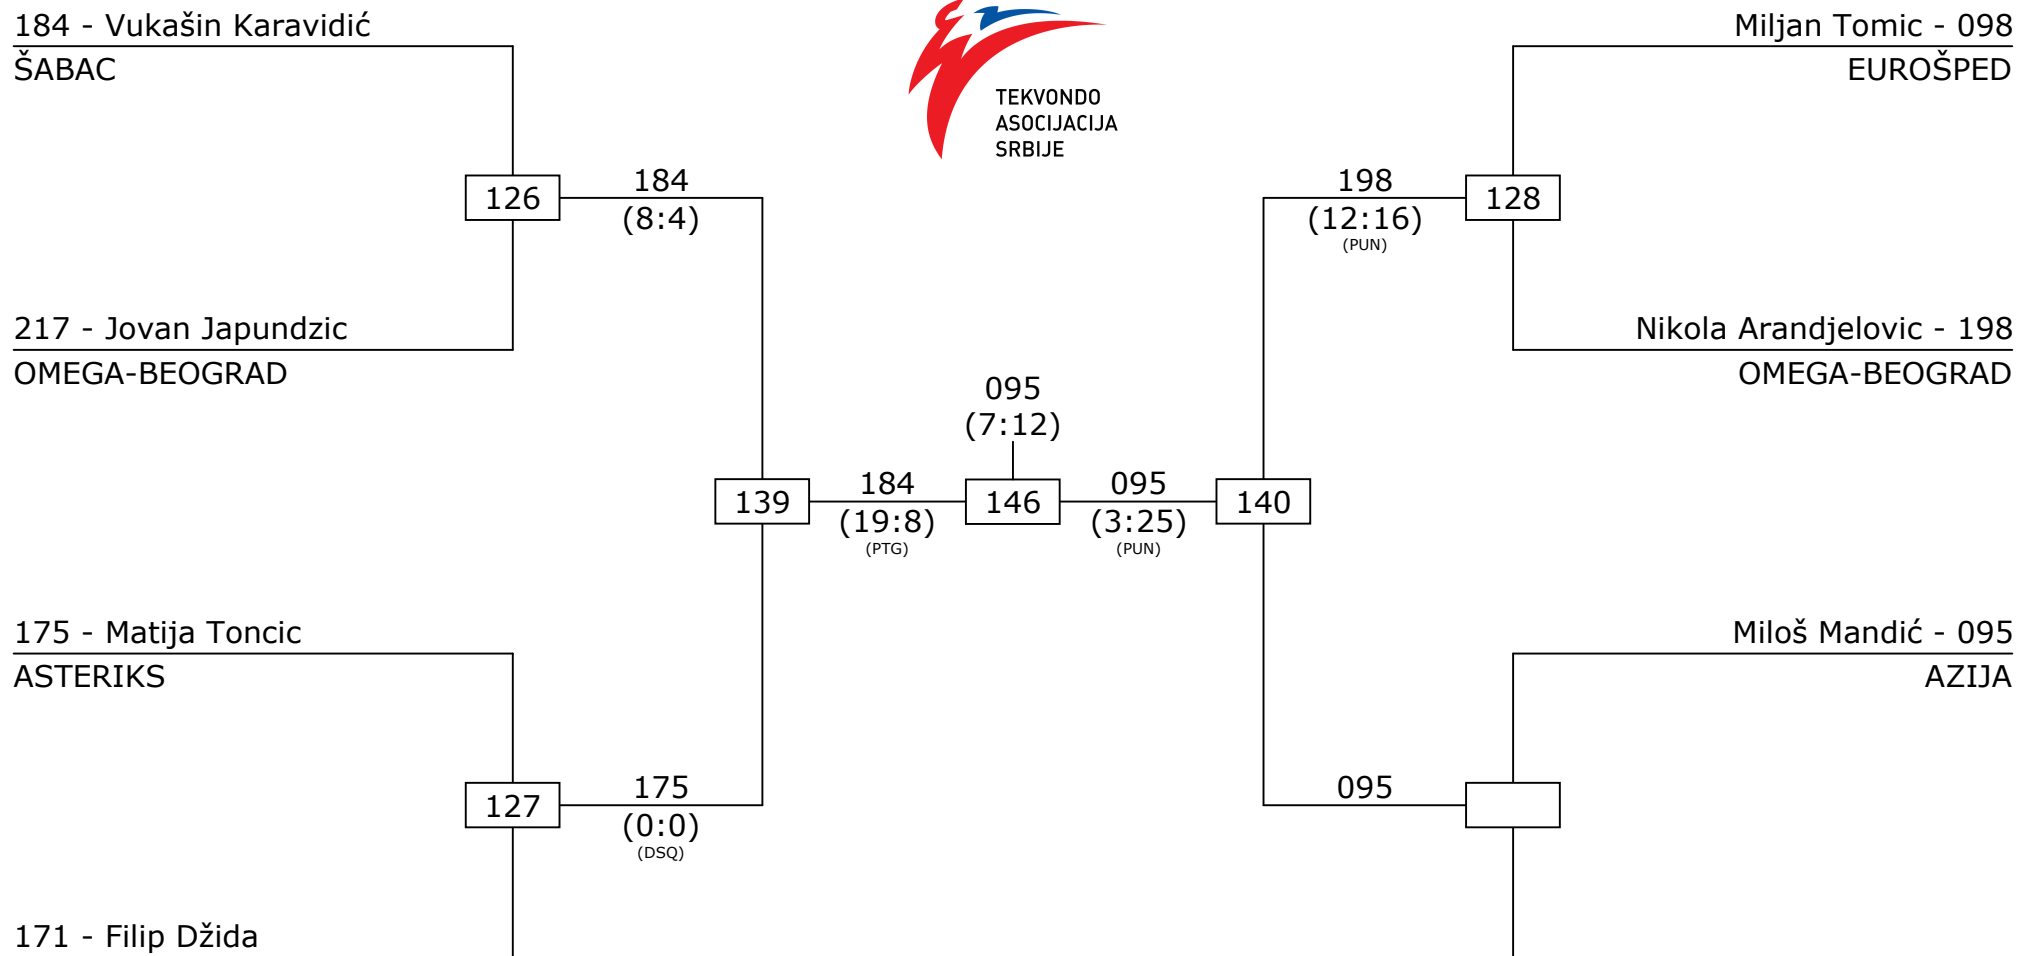 184 - Vukašin Karavidić
ŠABAC
217 - Jovan Japundzic
OMEGA-BEOGRAD
175 - Matija Toncic
ASTERIKS
171 - Filip Džida
126
184
(8:4)
127
175
(0:0)
(DSQ)
139
184
(19:8)
(PTG)
TEKVONDO
ASOCIJACIJA
SRBIJE
095
(7:12)
146
095
(3:25)
(PUN)
140
198
(12:16)
(PUN)
128
095
Miljan Tomic - 098
EUROŠPED
Nikola Arandjelovic - 198
OMEGA-BEOGRAD
Miloš Mandić - 095
AZIJA